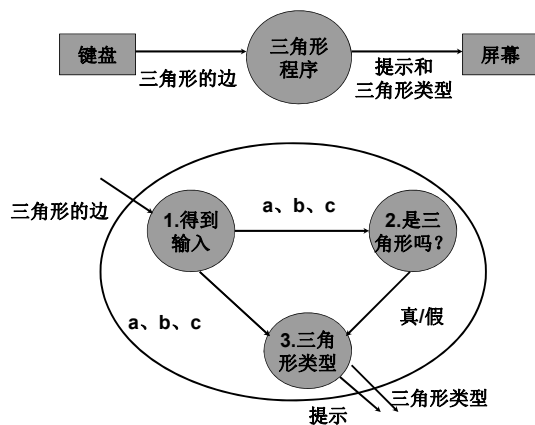 键盘
三角形的边
三角形
程序
提示和
三角形类型
屏幕
三角形的边
1.得到
输入
a、b、c
2.是三
角形吗?
a、b、c
真/假
3.三角
形类型
三角形类型
提示